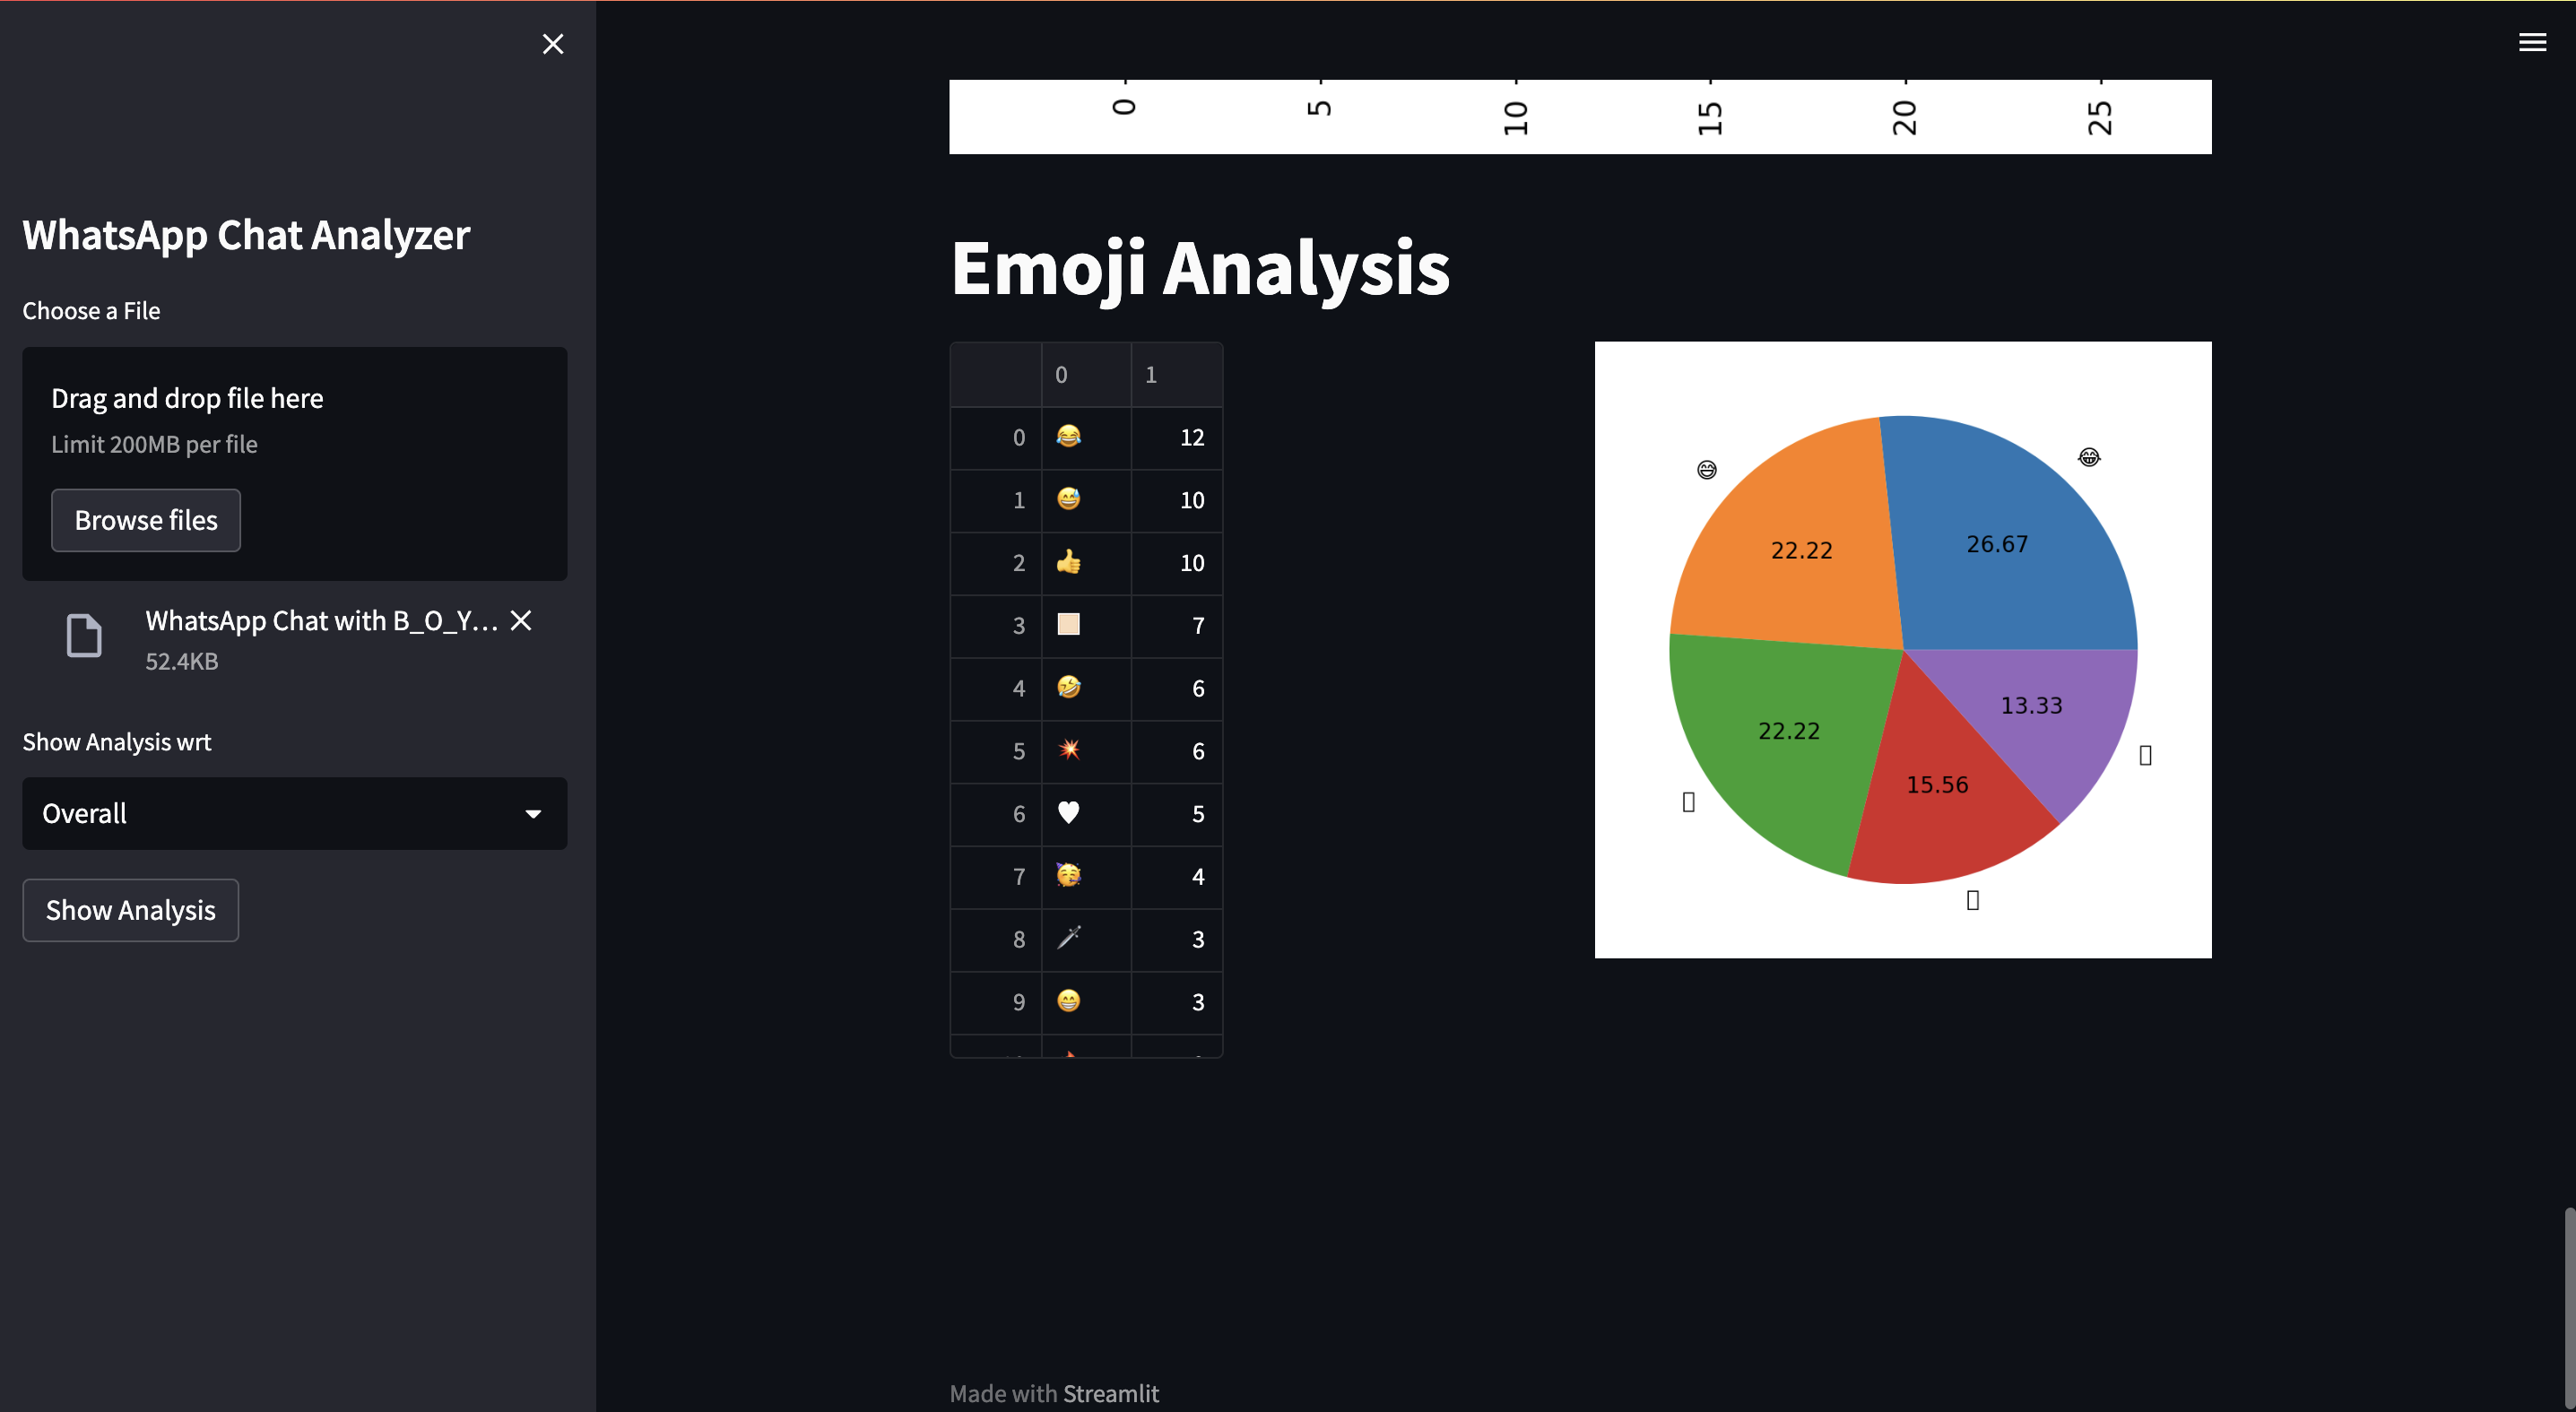 WhatsApp Chat Analyzer
Choose a File
Drag and drop file here
Limit 200MB per file
Browse files
WhatsApp Chat with B_O_Y...
52.4KB
Show Analysis wrt
Overall
Show Analysis
0 5 10 15 20 25
Emoji Analysis
0 1
0 😂 12
1 😅 10
2 👍 10
3 🏻 7
4 🤣 6
5 💥 6
6 ♥ 5
7 🥳 4
8 🗡 3
9 😁 3
😅 😂
22.22 26.67
22.22 13.33
15.56
Made with Streamlit